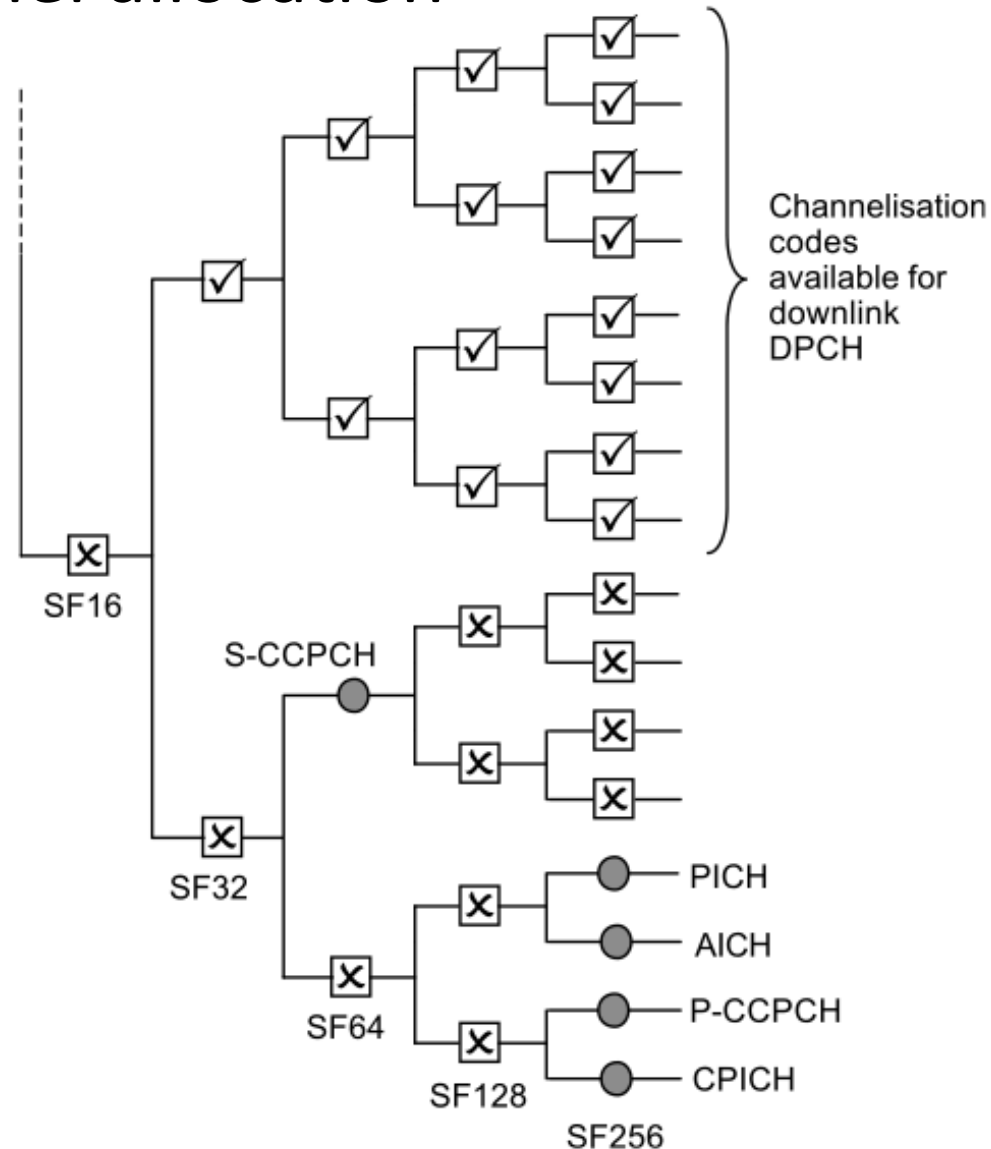 Channelisation
codes
available for
downlink
DPCH
SF16
S-CCPCH
SF32
PICH
AICH
SF64
P-CCPCH
SF128
CPICH
SF256